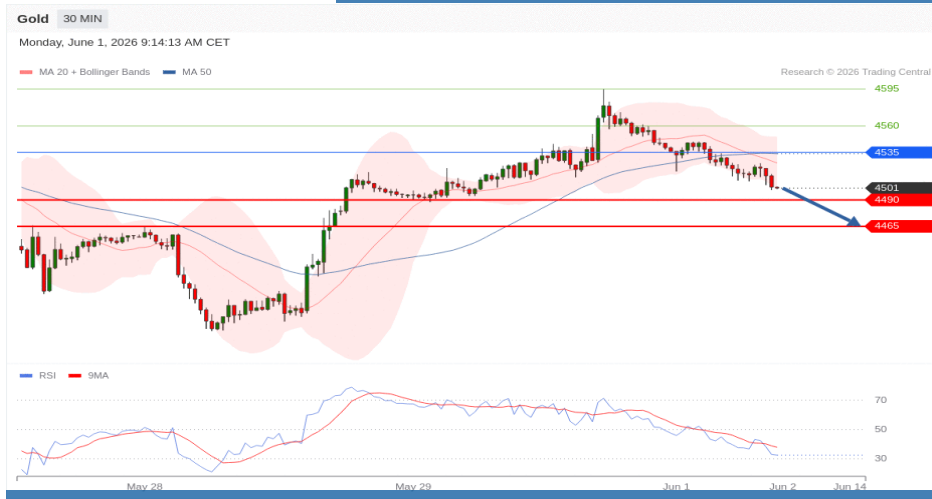 Gold 30 MIN
Monday, June 1, 2026 9:14:13 AM CET
MA 20 + Bollinger Bands MA 50
Research © 2026 Trading Central
4595
4560
4535
4501
4490
4465
RSI 9MA
70
50
30
May 28 May 29 Jun 1 Jun 2 Jun 14